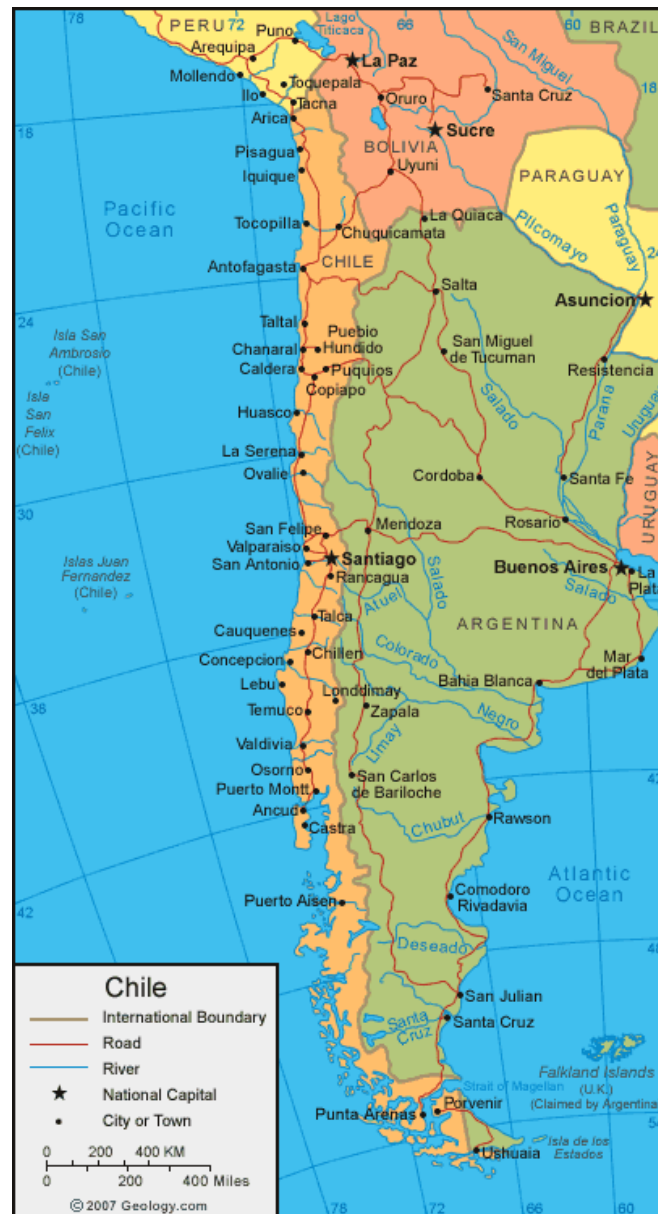 78
72
66
60
PERU
Lago
Titicaca
BRAZIL
Puno
Arequipa
La Paz
San Miguel
Mollendo
Toquepala
Ilo
Oruro
Santa Cruz
18
Tacna
Arica
18
Sucre
Pisagua
BOLIVIA
Iquique
Uyuni
PARAGUAY
Pacific
Ocean
Tocopilla
La Quiaca
Pilcomayo
Paraguay
Chuquicamata
24
Antofagasta
CHILE
Salta
Asuncion
24
Taltal
Isla San
Ambrosio
(Chile)
Pueblo
Hundido
San Miguel
de Tucuman
Chanaral
Caldera
Puquios
Resistencia
Copiapo
Isla
San
Felix
(Chile)
Salado
Parana
Uruguay
Huasco
La Serena
Ovalie
Cordoba
Santa Fe
URUGUAY
30
San Felipe
Mendoza
Rosario
Valparaiso
Santiago
San Antonio
Islas Juan
Fernandez
(Chile)
Rancagua
Salado
Buenos Aires
La
Plata
Salado
Atuel
Talca
ARGENTINA
Cauquenes
Chillen
Colorado
Concepcion
Mar
del Plata
Lebu
Londdimay
Bahia Blanca
38
Temuco
Zapala
Negro
Limay
Valdivia
Osorno
San Carlos
de Bariloche
Puerto Montt
Ancud
Chubut
Rawson
Castra
Atlantic
Ocean
Puerto Aisen
Comodoro
Rivadavia
42
Deseado
48
San Julian
Santa
Cruz
Santa Cruz
Falkland Islands
(U.K.)
(Claimed by Argentina
Strait of Magellan
Punta Arenas
Porvenir
Isla de los
Estados
Ushuaia
78
72
66
60
Chile
International Boundary
Road
River
National Capital
City or Town
0 200 400 KM
0 200 400 Miles
© 2007 Geology.com